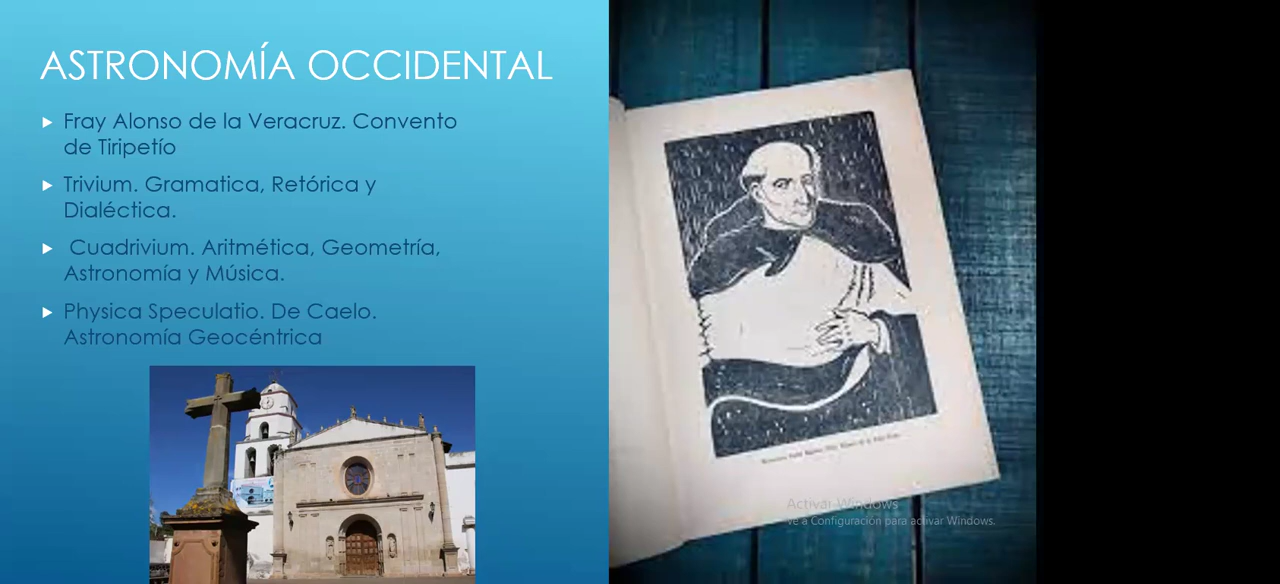 ASTRONOMÍA OCCIDENTAL
Fray Alonso de la Veracruz. Convento
de Tiripetío
Trivium. Gramatica, Retórica y
Dialéctica.
Cuadrivium. Aritmética, Geometría,
Astronomía y Música.
Physica Speculatio. De Caelo.
Astronomía Geocéntrica
Activar Windows
Ve a Configuración para activar Windows.